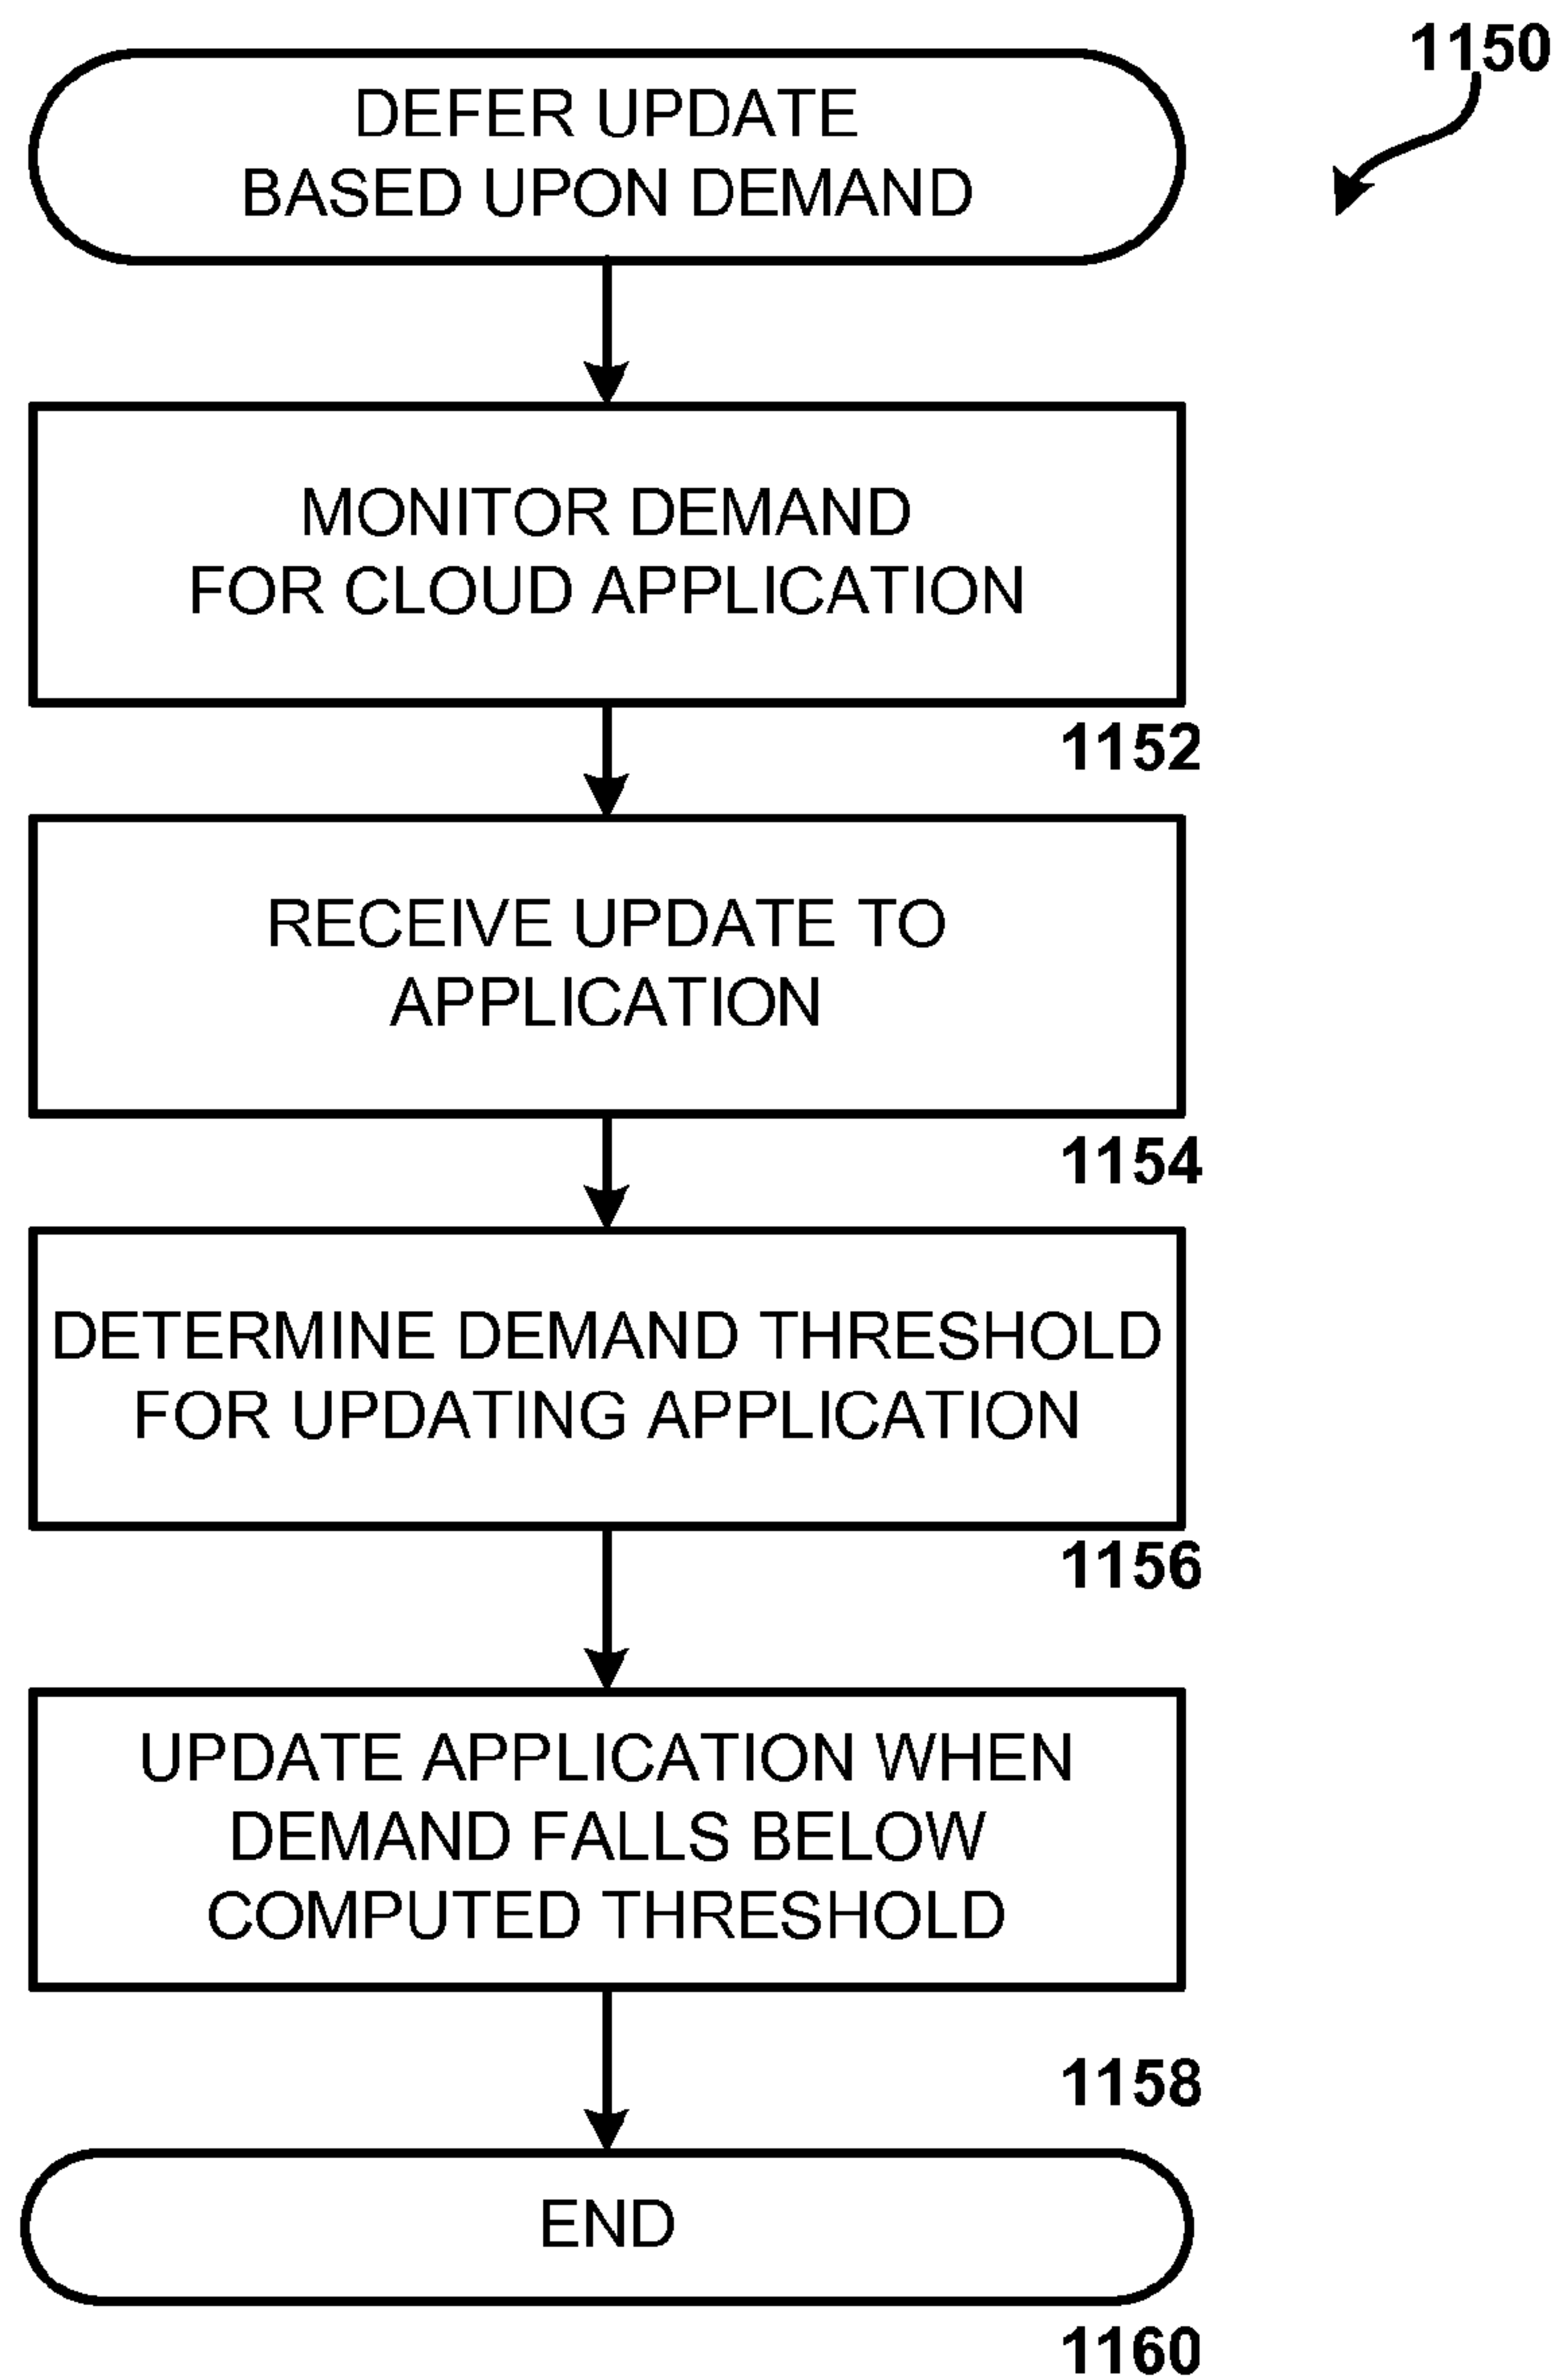 1150
DEFER UPDATE
BASED UPON DEMAND
MONITOR DEMAND
FOR CLOUD APPLICATION
1152
RECEIVE UPDATE TO
APPLICATION
1154
DETERMINE DEMAND THRESHOLD
FOR UPDATING APPLICATION
1156
UPDATE APPLICATION WHEN
DEMAND FALLS BELOW
COMPUTED THRESHOLD
1158
END
1160